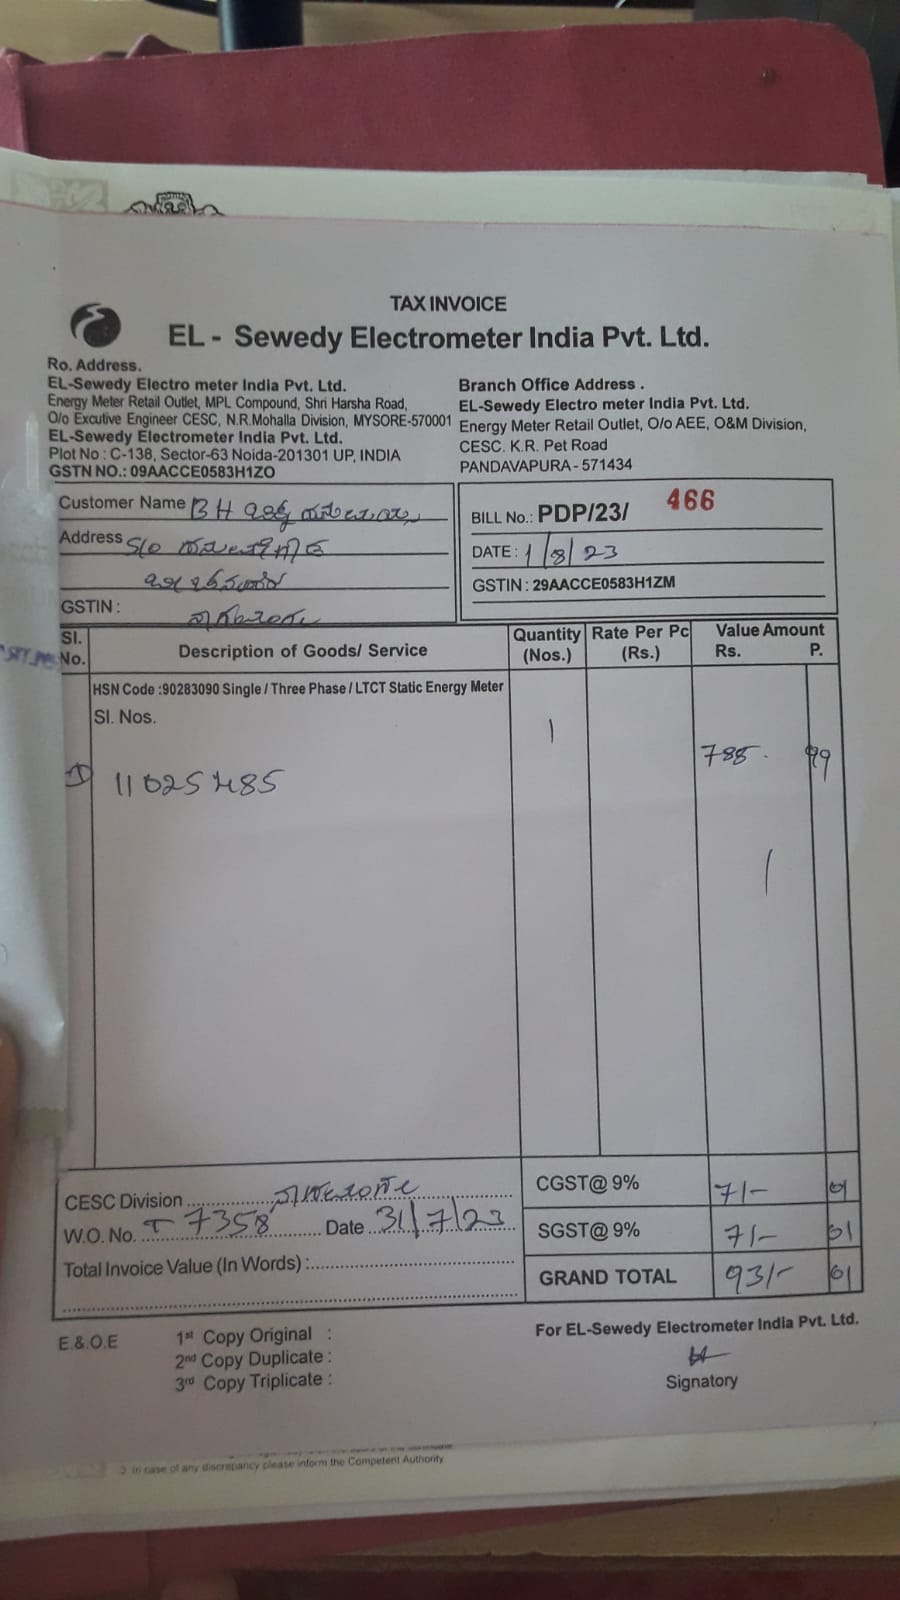 TAX INVOICE
EL - Sewedy Electrometer India Pvt. Ltd.
Ro. Address.
EL-Sewedy Electro meter India Pvt. Ltd.
Energy Meter Retail Outlet, MPL Compound, Shri Harsha Road,
O/o Excutive Engineer CESC, N.R.Mohalla Division, MYSORE-570001
EL-Sewedy Electrometer India Pvt. Ltd.
Plot No : C-138, Sector-63 Noida-201301 UP, INDIA
GSTN NO.: 09AACCE0583H1ZO
Branch Office Address .
EL-Sewedy Electro meter India Pvt. Ltd.
Energy Meter Retail Outlet, O/o AEE, O&M Division,
CESC. K.R. Pet Road
PANDAVAPURA - 571434
Customer Name BH
Address S/o
GSTIN :
BILL No.: PDP/23/ 466
DATE : 1/8/23
GSTIN : 29AACCE0583H1ZM
Sl. No. Description of Goods/ Service Quantity (Nos.) Rate Per Pc (Rs.) Value Amount Rs. P.
HSN Code :90283090 Single / Three Phase / LTCT Static Energy Meter
Sl. Nos.
1 788. 99
1) 11025485
CESC Division
W.O. No. T 7358 Date 31/7/23
Total Invoice Value (In Words) :
CGST@ 9% 71/- 01
SGST@ 9% 71/- 01
GRAND TOTAL 931/- 01
E.&.O.E
1st Copy Original :
2nd Copy Duplicate :
3rd Copy Triplicate :
For EL-Sewedy Electrometer India Pvt. Ltd.
Signatory
3. In case of any discrepancy please inform the Competent Authority